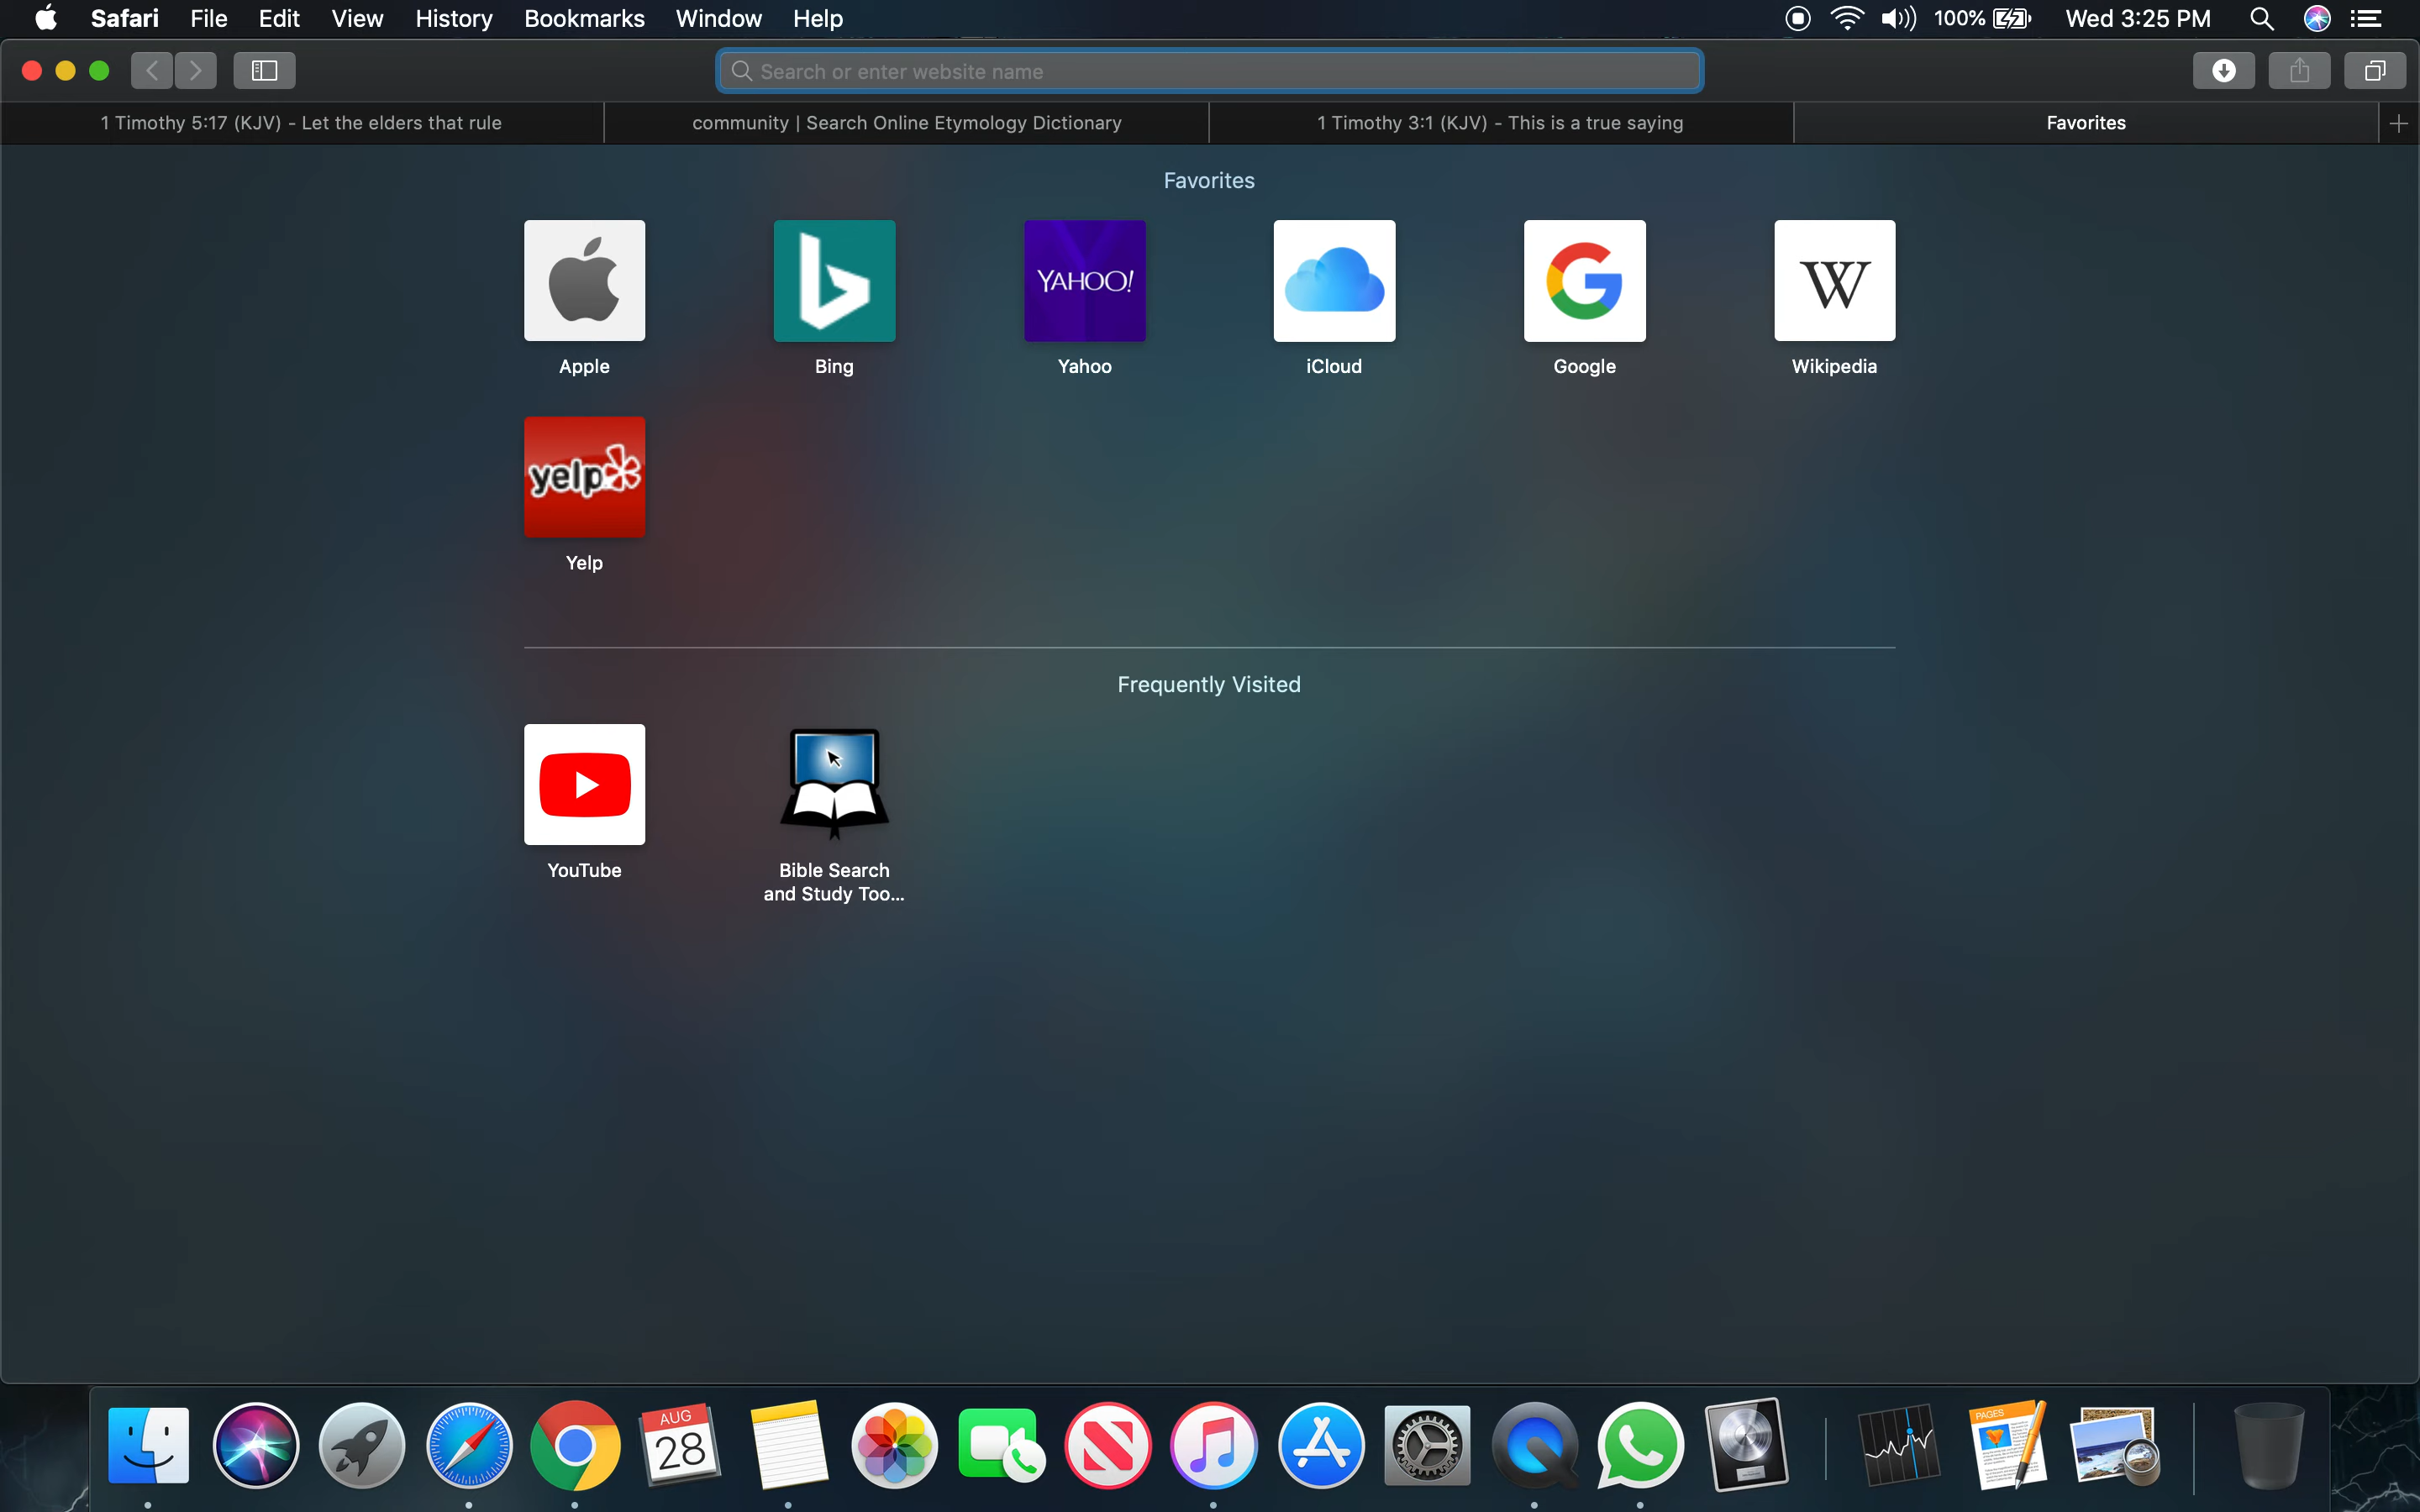 Safari File Edit View History Bookmarks Window Help 100% Wed 3:25 PM
Search or enter website name
1 Timothy 5:17 (KJV) - Let the elders that rule
community | Search Online Etymology Dictionary
1 Timothy 3:1 (KJV) - This is a true saying
Favorites
Favorites
YAHOO!
W
Apple
Bing
Yahoo
iCloud
Google
Wikipedia
yelp
Yelp
Frequently Visited
YouTube
Bible Search
and Study Too...
AUG
28
PAGES